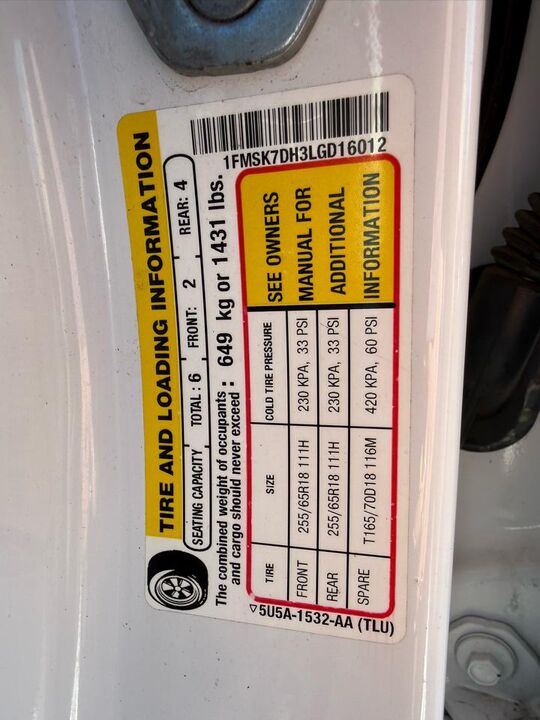 1FMSK7DH3LGD16012
TIRE AND LOADING INFORMATION
SEATING CAPACITY TOTAL : 6 FRONT: 2 REAR: 4
The combined weight of occupants
and cargo should never exceed : 649 kg or 1431 lbs.
TIRE SIZE COLD TIRE PRESSURE
FRONT 255/65R18 111H 230 KPA, 33 PSI
REAR 255/65R18 111H 230 KPA, 33 PSI
SPARE T165/70D18 116M 420 KPA, 60 PSI
SEE OWNERS
MANUAL FOR
ADDITIONAL
INFORMATION
▽5U5A-1532-AA (TLU)